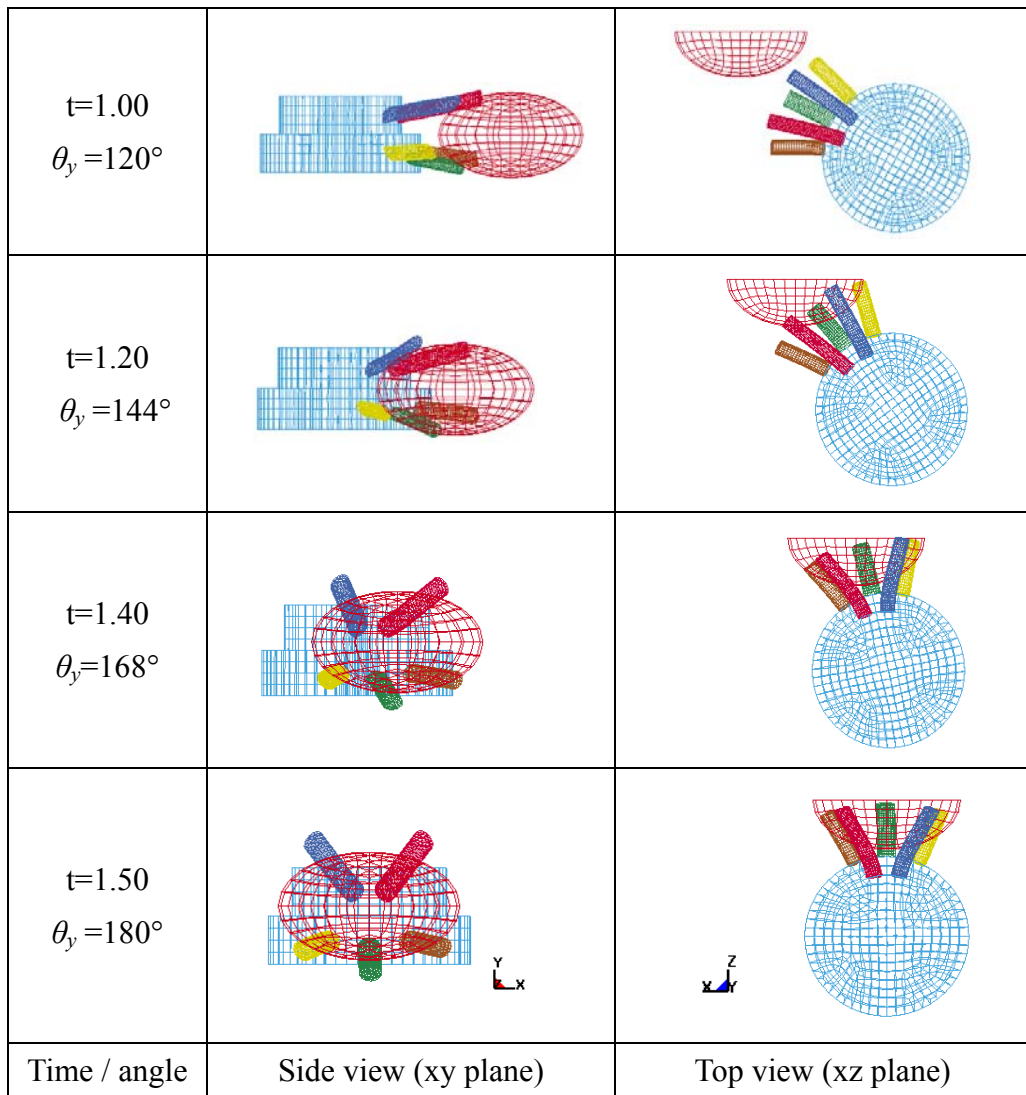 t=1.00
θy =120°
t=1.20
θy =144°
t=1.40
θy=168°
t=1.50
θy =180°
Y
X
Z
X Y
Time / angle
Side view (xy plane)
Top view (xz plane)